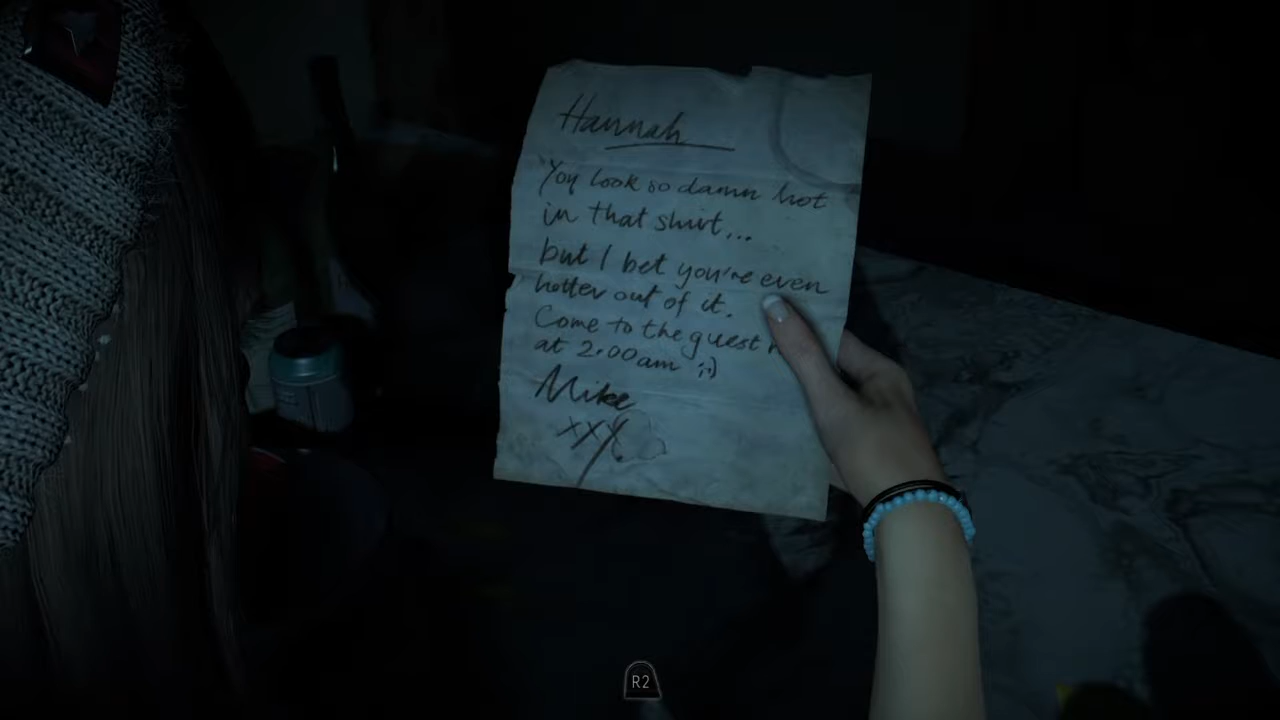 Hannah
You look so damn hot
in that shirt...
but I bet you're even
hotter out of it.
Come to the guest
at 2.00am ;)
Mike
xxx
R2